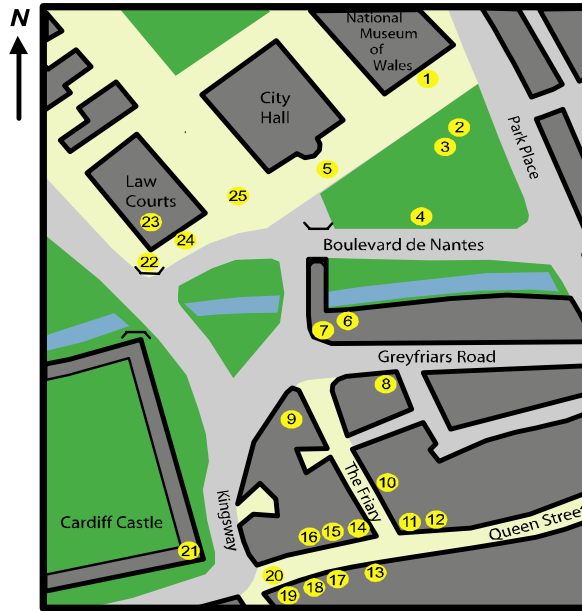 N
National
Museum
of
Wales
1
City
Hall
2
3
Park Place
5
Law
Courts
25
23
4
24
22
Boulevard de Nantes
6
7
Greyfriars Road
8
9
The Friary
10
Kingsway
Cardiff Castle
16
15
14
11
12
Queen Street
21
20
13
17
18
19